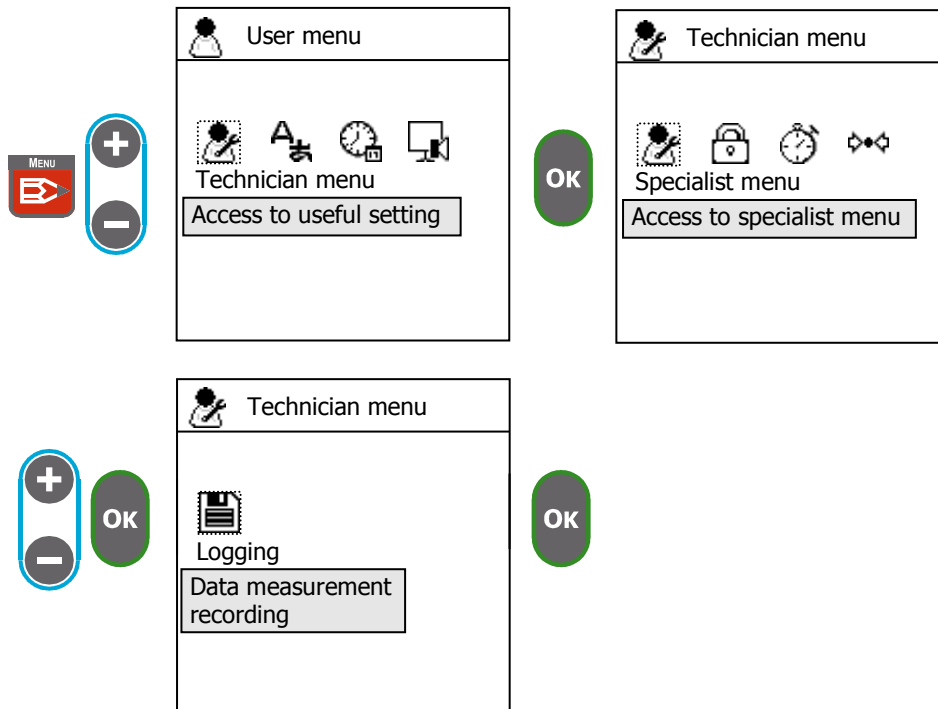 User menu
Technician menu
Access to useful setting
MENU
+
-
OK
Technician menu
Specialist menu
Access to specialist menu
+
-
OK
Technician menu
Logging
Data measurement
recording
OK